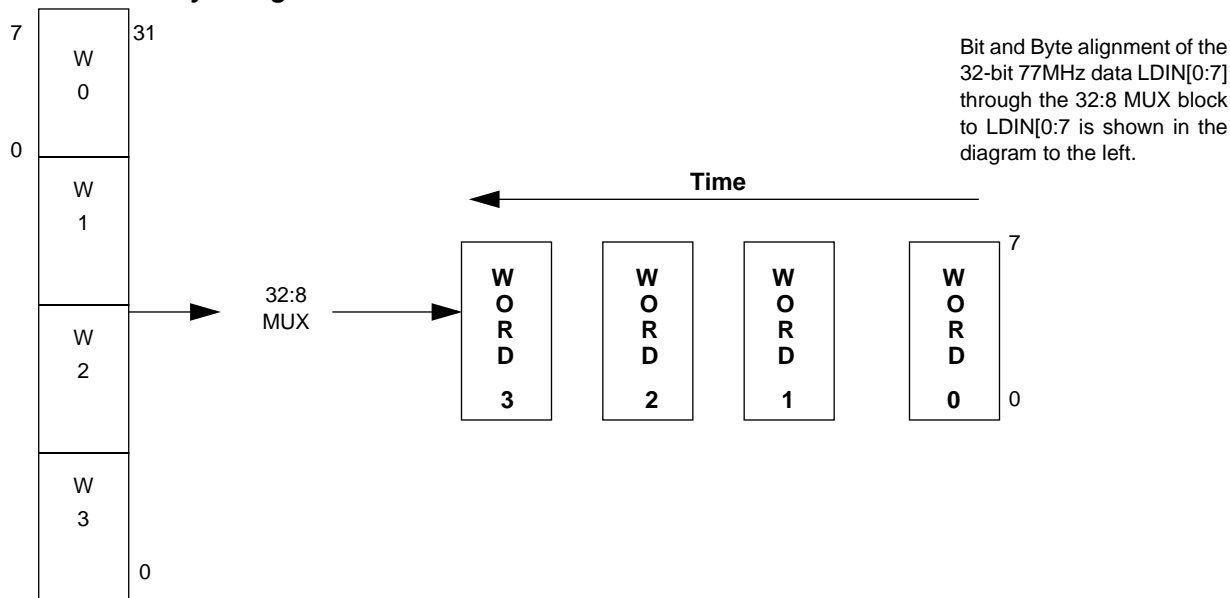 7
31
W
0
0
W
1
W
2
W
3
0
32:8
MUX
Time
W
O
R
D
3
W
O
R
D
2
W
O
R
D
1
W
O
R
D
0
7
0
Bit and Byte alignment of the
32-bit 77MHz data LDIN[0:7]
through the 32:8 MUX block
to LDIN[0:7 is shown in the
diagram to the left.